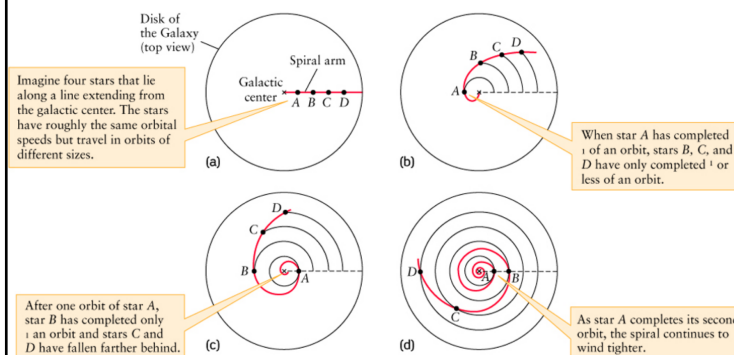 Disk of
the Galaxy
(top view)
Spiral arm
Galactic
center
A B C D
Imagine four stars that lie
along a line extending from
the galactic center. The stars
have roughly the same orbital
speeds but travel in orbits of
different sizes.
(a)
D
C
B
A
When star A has completed
1 of an orbit, stars B, C, and
D have only completed 1 or
less of an orbit.
(b)
D
C
B
A
After one orbit of star A,
star B has completed only
1 an orbit and stars C and
D have fallen farther behind.
(c)
D
A
B
C
As star A completes its secon
orbit, the spiral continues to
wind tighter.
(d)